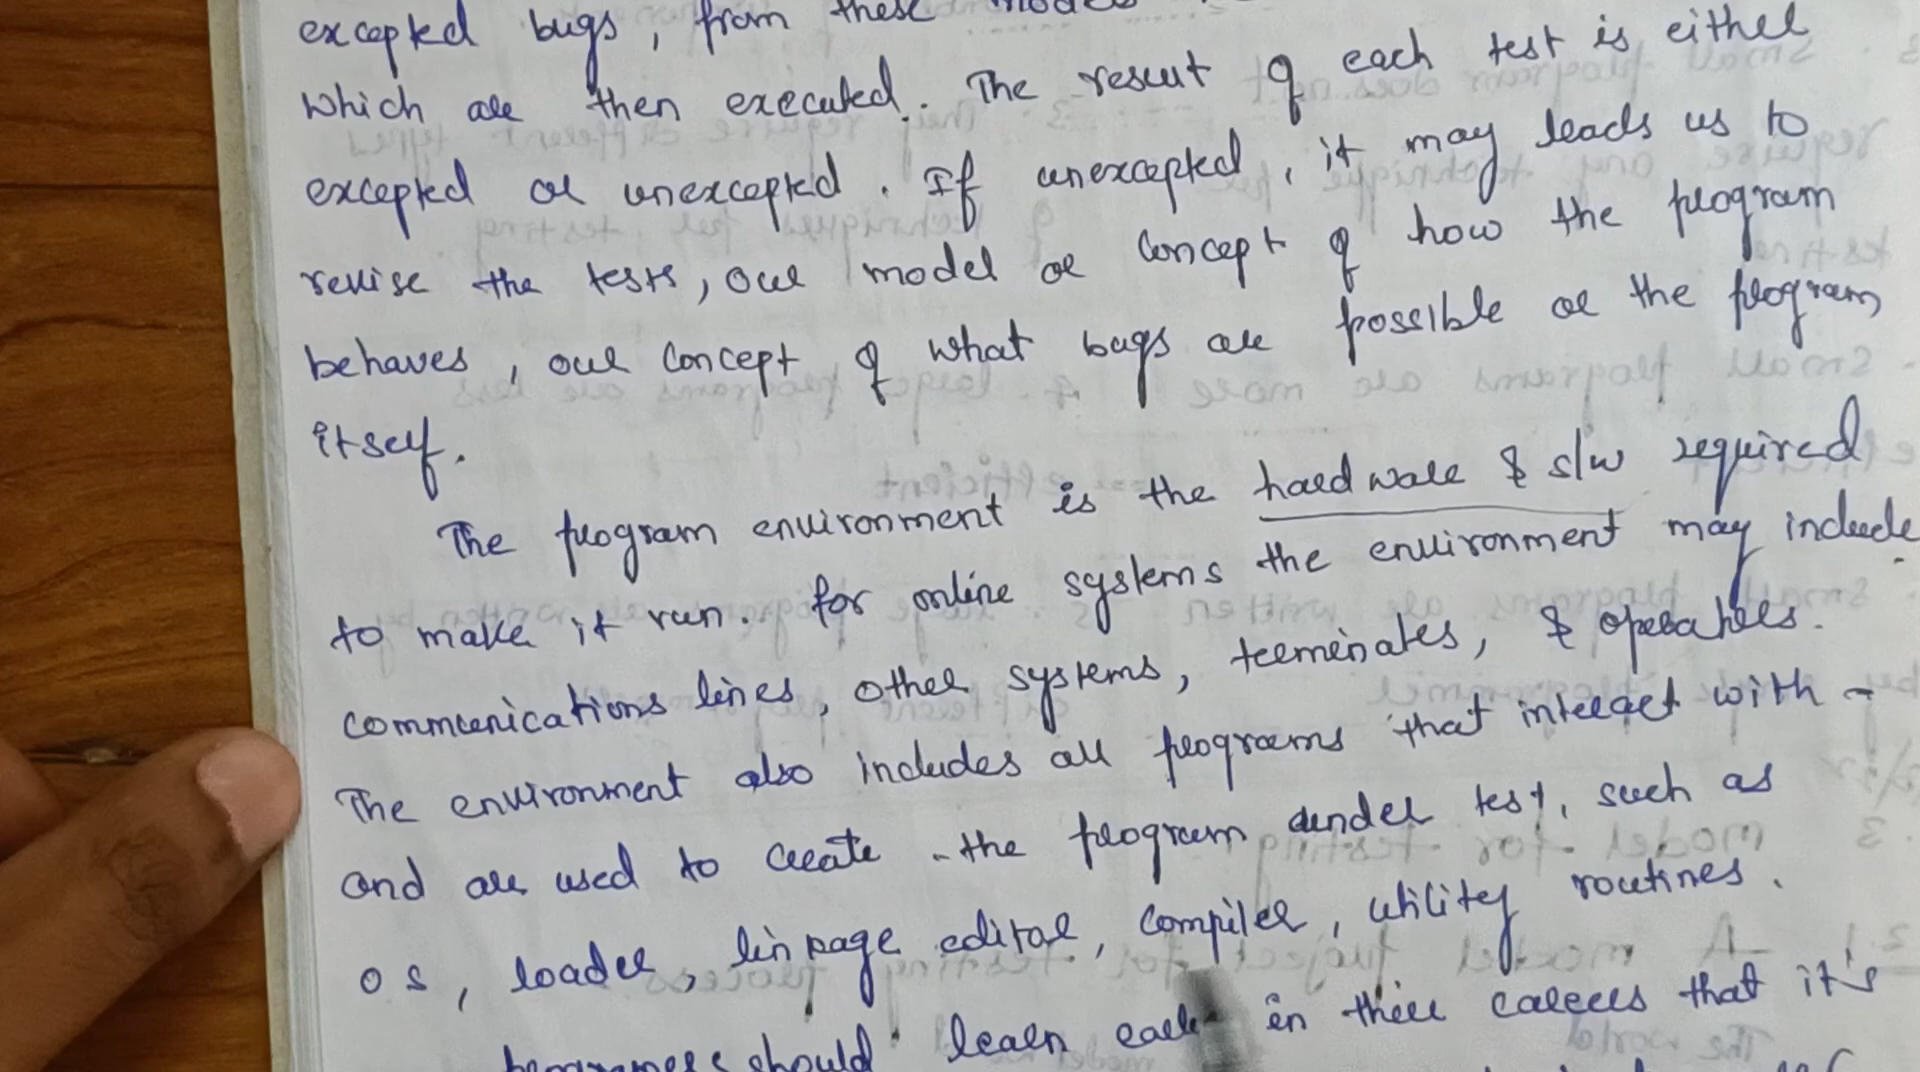 excepted bugs, from these models
which are then executed. The result of each test is either
excepted or unexcepted. If unexcepted, it may leads us to
revise the tests, our model or concept of how the program
behaves, our concept of what bugs are possible or the program
itself.
The program environment is the hardware & s/w required
to make it run. for online systems the environment may include
communications lines, other systems, terminates, & operables.
The environment also includes all programs that interact with -
and are used to create the program under test, such as
OS, loader, linkage editor, compiler, utility routines.
should learn early in their careers that it's